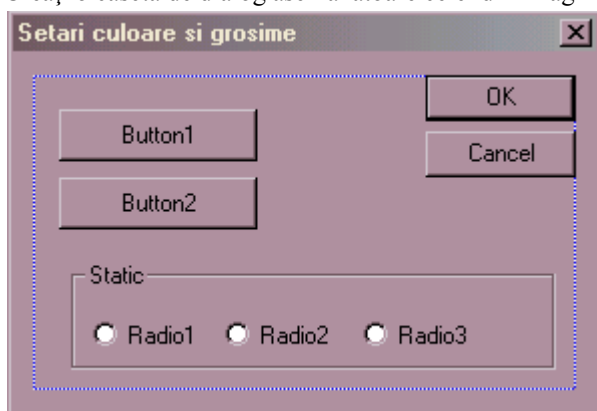 Setari culoare si grosime
OK
Button1
Cancel
Button2
Static
Radio1 Radio2 Radio3